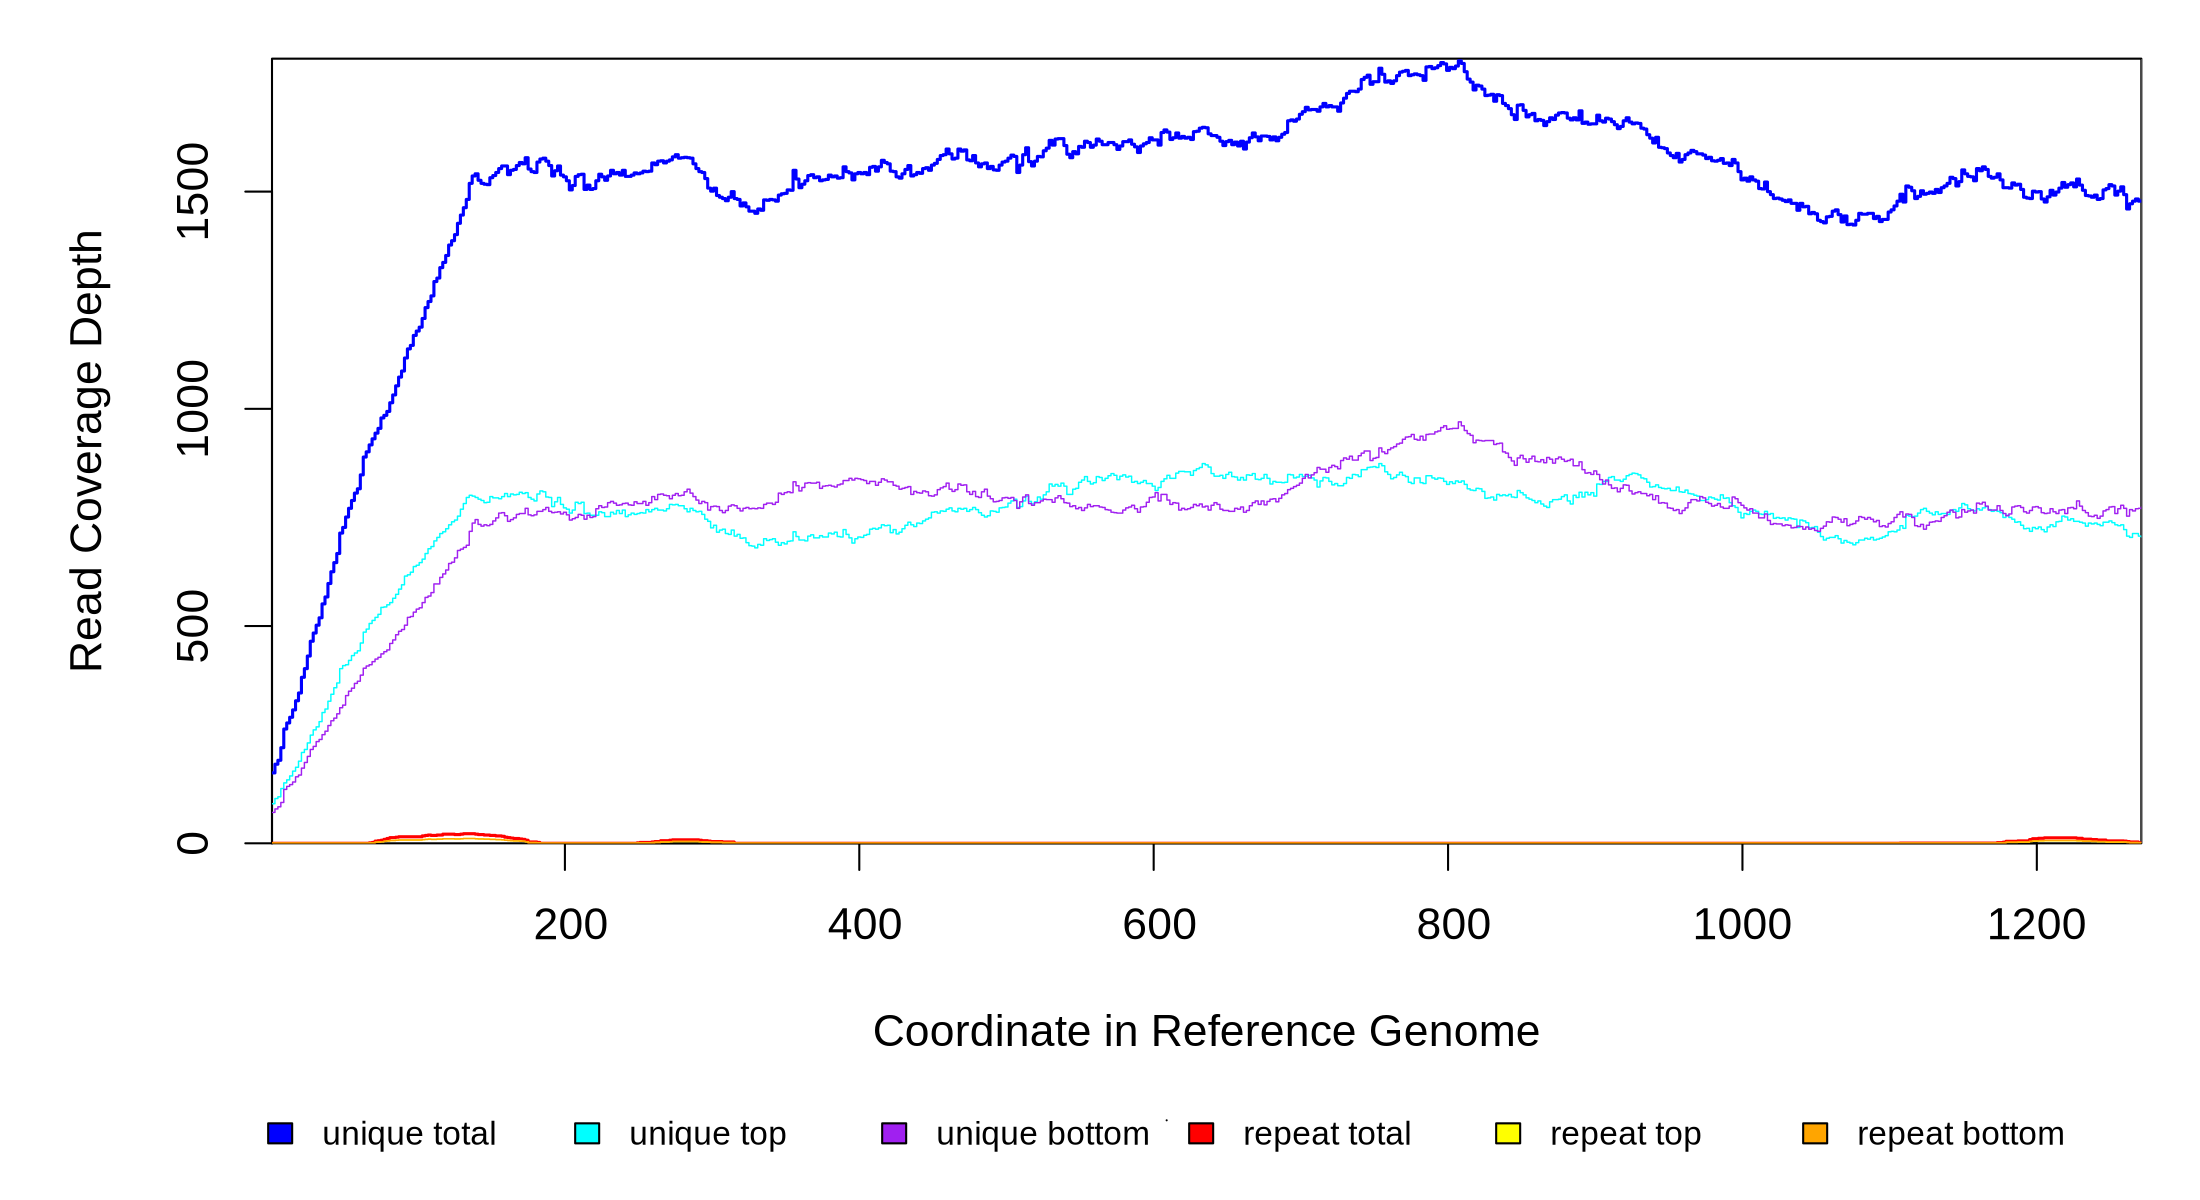 Read Coverage Depth
1500
1000
500
0
200 400 600 800 1000 1200
Coordinate in Reference Genome
unique total unique top unique bottom repeat total repeat top repeat bottom